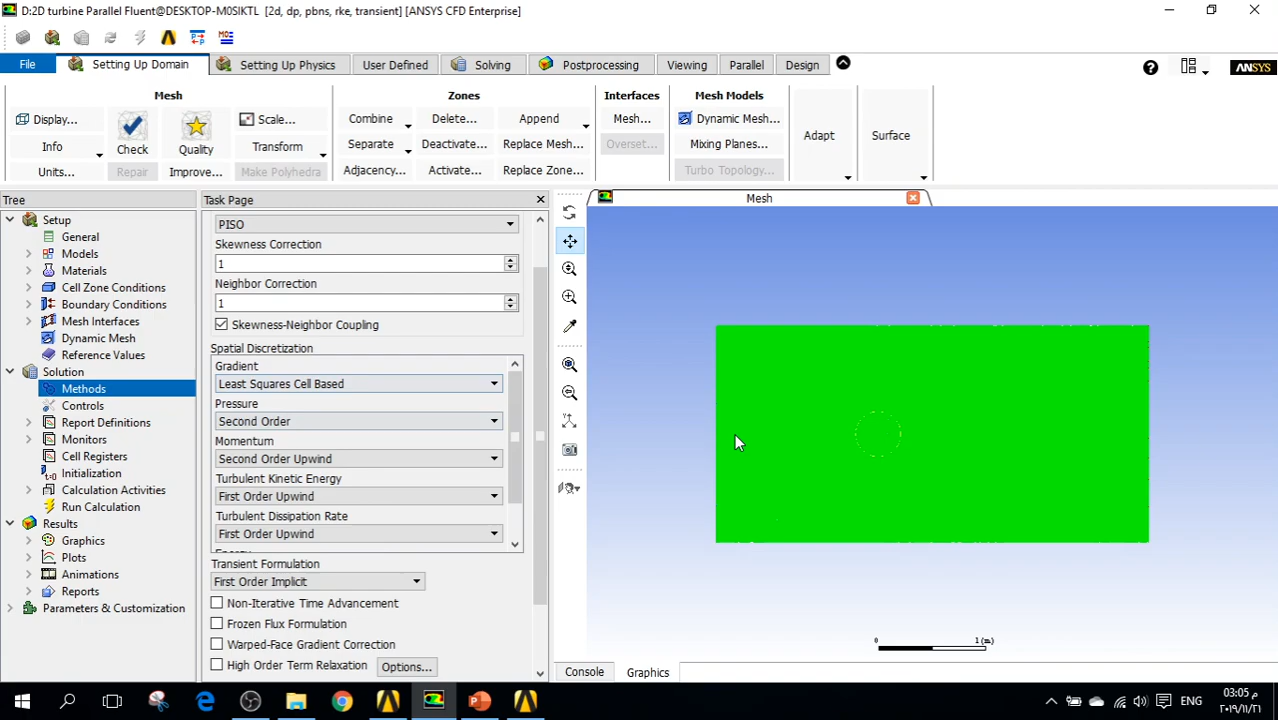 D:2D turbine Parallel Fluent@DESKTOP-M0SIKTL [2d, dp, pbns, rke, transient] [ANSYS CFD Enterprise]
File Setting Up Domain Setting Up Physics User Defined Solving Postprocessing Viewing Parallel Design ANSYS
Mesh Zones Interfaces Mesh Models
Display... Scale... Combine Delete... Append Mesh... Dynamic Mesh...
Check Quality Adapt Surface
Info Transform Separate Deactivate... Replace Mesh... Overset... Mixing Planes...
Units... Repair Improve... Make Polyhedra Adjacency... Activate... Replace Zone... Turbo Topology...
Tree Task Page Mesh
Setup
General
Models
Materials
Cell Zone Conditions
Boundary Conditions
Mesh Interfaces
Dynamic Mesh
Reference Values
Solution
Methods
Controls
Report Definitions
Monitors
Cell Registers
Initialization
Calculation Activities
Run Calculation
Results
Graphics
Plots
Animations
Reports
Parameters & Customization
PISO
Skewness Correction
1
Neighbor Correction
1
Skewness-Neighbor Coupling
Spatial Discretization
Gradient
Least Squares Cell Based
Pressure
Second Order
Momentum
Second Order Upwind
Turbulent Kinetic Energy
First Order Upwind
Turbulent Dissipation Rate
First Order Upwind
Transient Formulation
First Order Implicit
Non-Iterative Time Advancement
Frozen Flux Formulation
Warped-Face Gradient Correction
High Order Term Relaxation Options...
0 1 (m)
Console Graphics
ENG
03:05 م
٢٠١٩/١١/٢١